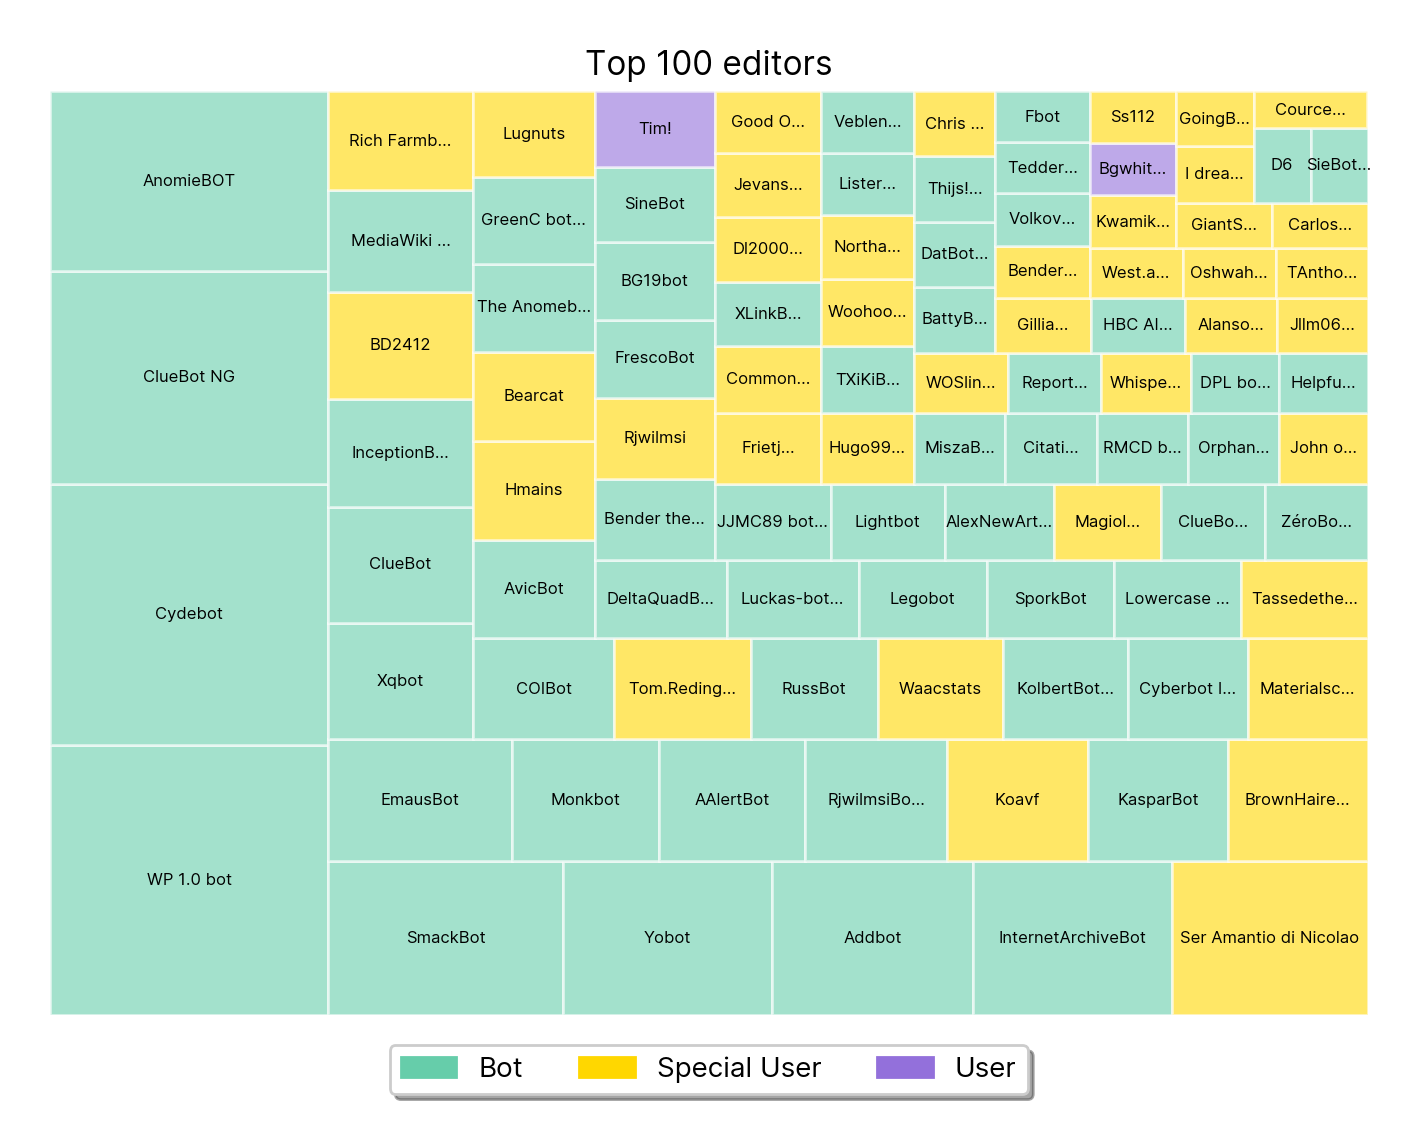 Top 100 editors
AnomieBOT
ClueBot NG
Cydebot
WP 1.0 bot
Rich Farmb...
MediaWiki ...
BD2412
InceptionB...
ClueBot
Xqbot
Lugnuts
GreenC bot...
The Anomeb...
Bearcat
Hmains
AvicBot
Tim!
SineBot
BG19bot
FrescoBot
Rjwilmsi
Bender the...
Good O...
Jevans...
Dl2000...
XLinkB...
Common...
Frietj...
Veblen...
Lister...
Northa...
Woohoo...
TXiKiB...
Hugo99...
Chris ...
Thijs!...
DatBot...
BattyB...
Fbot
Tedder...
Volkov...
Bender...
Gillia...
Ss112
Bgwhit...
Kwamik...
West.a...
HBC AI...
GoingB...
I drea...
Cource...
D6
SieBot...
GiantS...
Carlos...
Oshwah...
TAntho...
Alanso...
Jllm06...
WOSlin...
Report...
Whispe...
DPL bo...
Helpfu...
MiszaB...
Citati...
RMCD b...
Orphan...
John o...
JJMC89 bot...
Lightbot
AlexNewArt...
Magiol...
ClueBo...
ZéroBo...
DeltaQuadB...
Luckas-bot...
Legobot
SporkBot
Lowercase ...
Tassedethe...
COIBot
Tom.Reding...
RussBot
Waacstats
KolbertBot...
Cyberbot I...
Materialsc...
EmausBot
Monkbot
AAlertBot
RjwilmsiBo...
Koavf
KasparBot
BrownHaire...
SmackBot
Yobot
Addbot
InternetArchiveBot
Ser Amantio di Nicolao
Bot
Special User
User